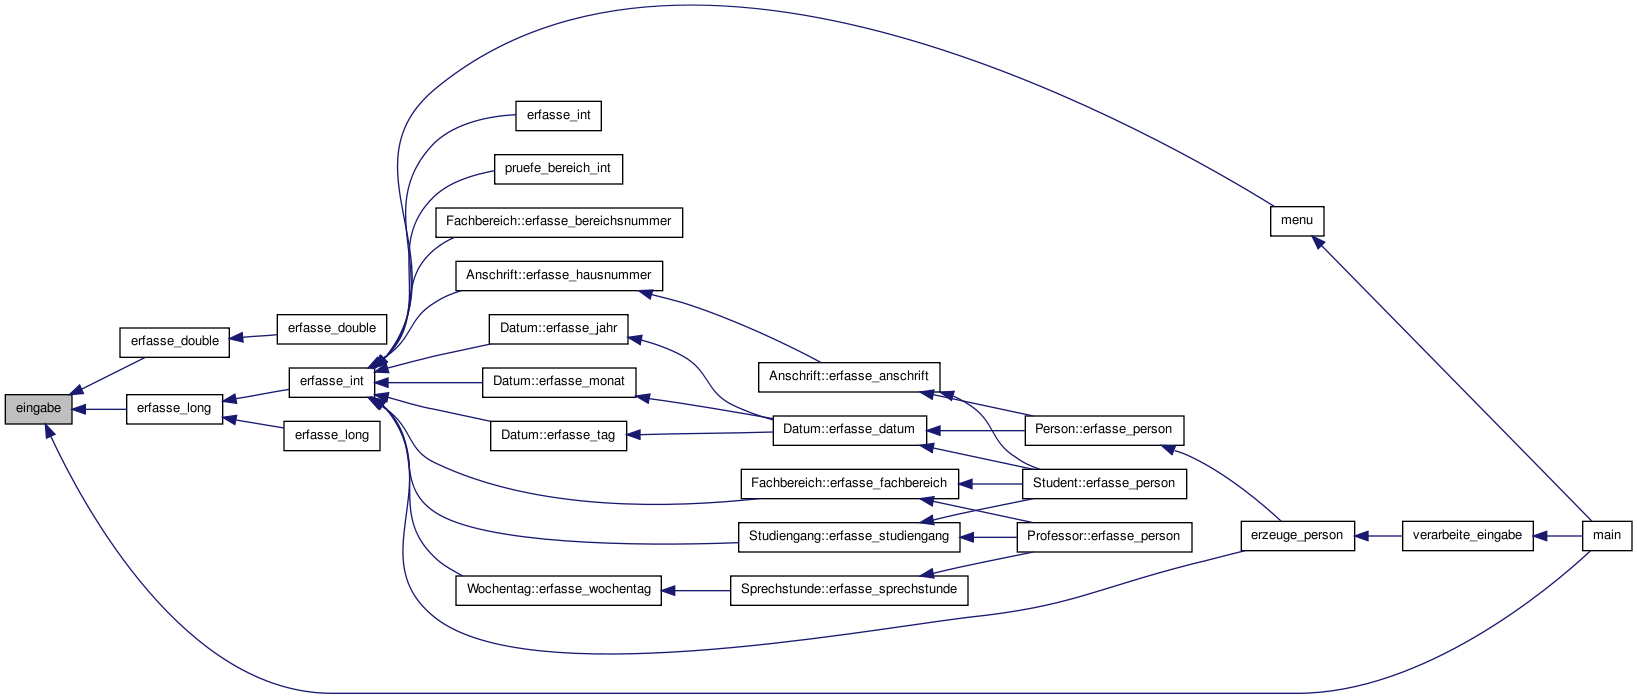 erfasse_int
pruefe_bereich_int
Fachbereich::erfasse_bereichsnummer
menu
Anschrift::erfasse_hausnummer
erfasse_double
Datum::erfasse_jahr
erfasse_double
Anschrift::erfasse_anschrift
erfasse_int
Datum::erfasse_monat
eingabe
erfasse_long
erfasse_long
Datum::erfasse_tag
Datum::erfasse_datum
Person::erfasse_person
Fachbereich::erfasse_fachbereich
Student::erfasse_person
Studiengang::erfasse_studiengang
Professor::erfasse_person
erzeuge_person
verarbeite_eingabe
main
Wochentag::erfasse_wochentag
Sprechstunde::erfasse_sprechstunde